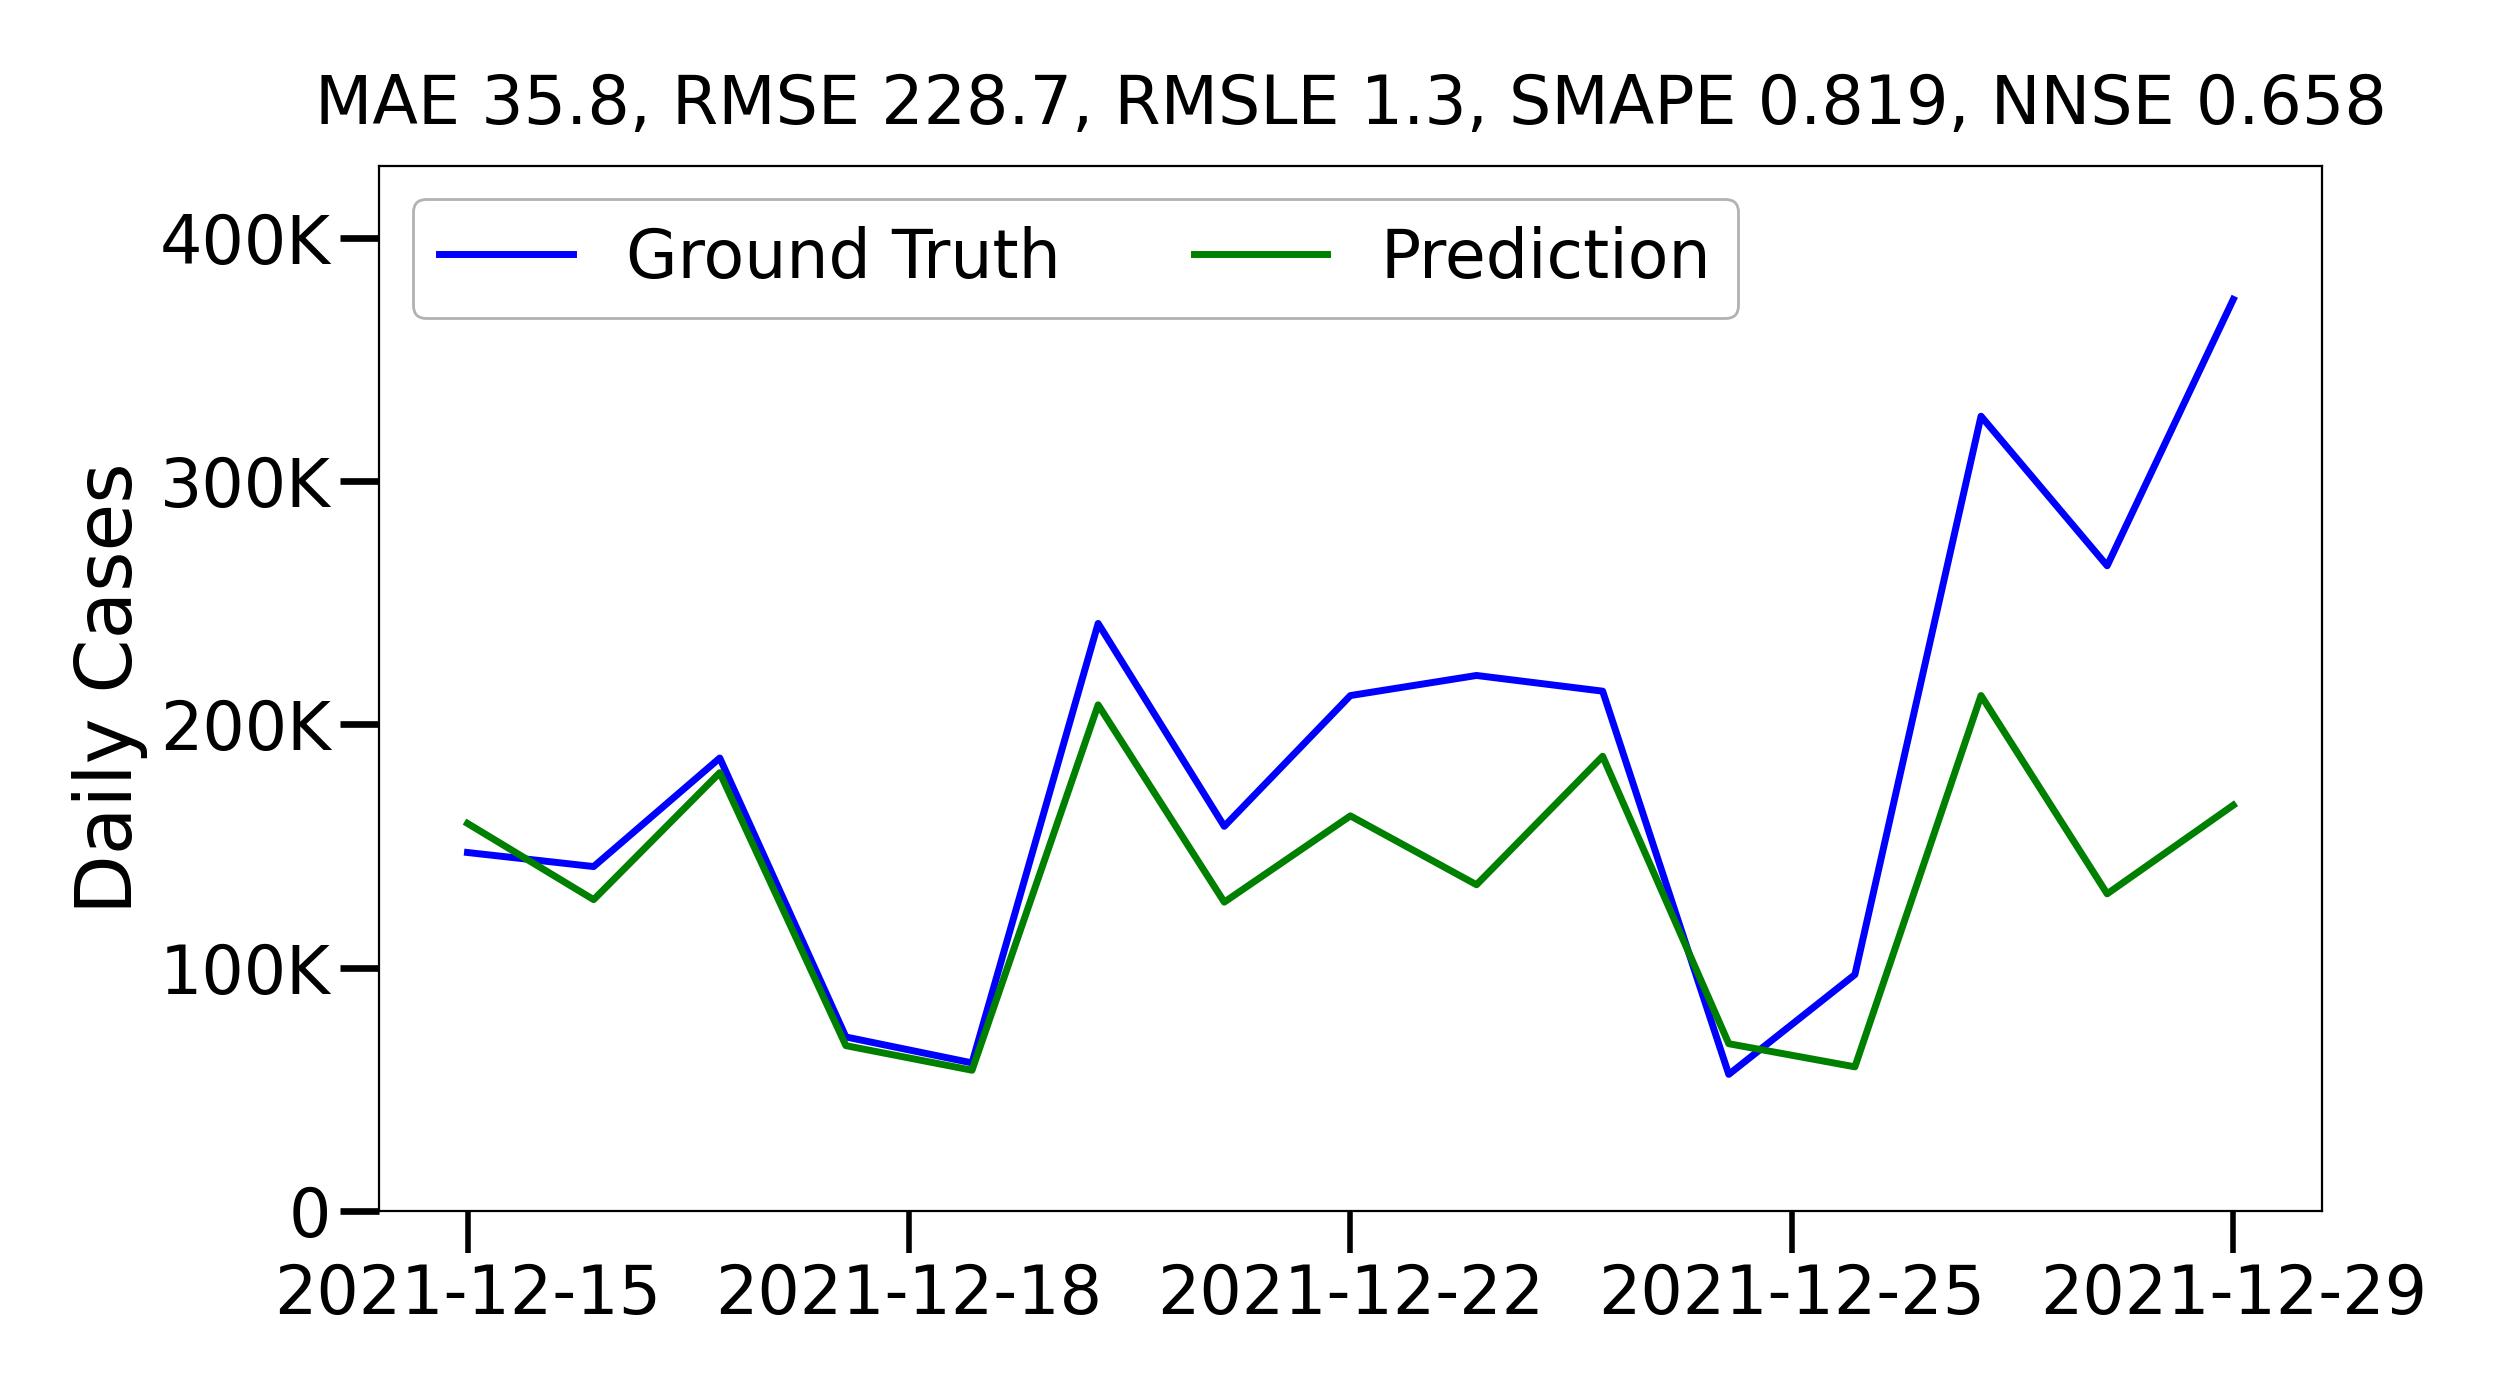 MAE 35.8, RMSE 228.7, RMSLE 1.3, SMAPE 0.819, NNSE 0.658
Ground Truth
Prediction
Daily Cases
400K
300K
200K
100K
0
2021-12-15 2021-12-18 2021-12-22 2021-12-25 2021-12-29